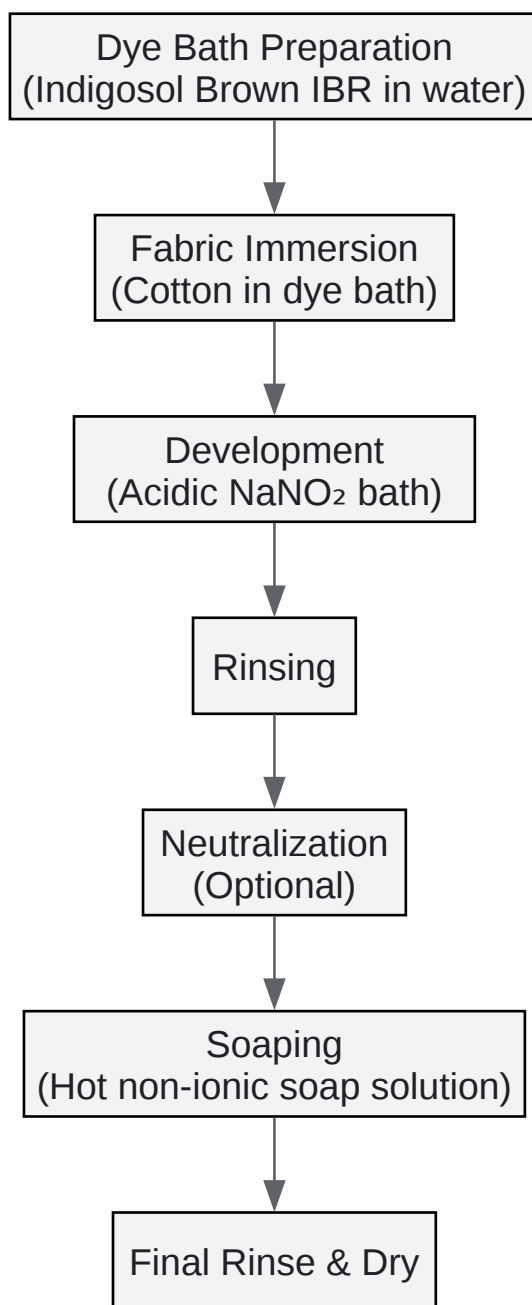 Dye Bath Preparation
(Indigosol Brown IBR in water)
Fabric Immersion
(Cotton in dye bath)
Development
(Acidic NaNO₂ bath)
Rinsing
Neutralization
(Optional)
Soaping
(Hot non-ionic soap solution)
Final Rinse & Dry